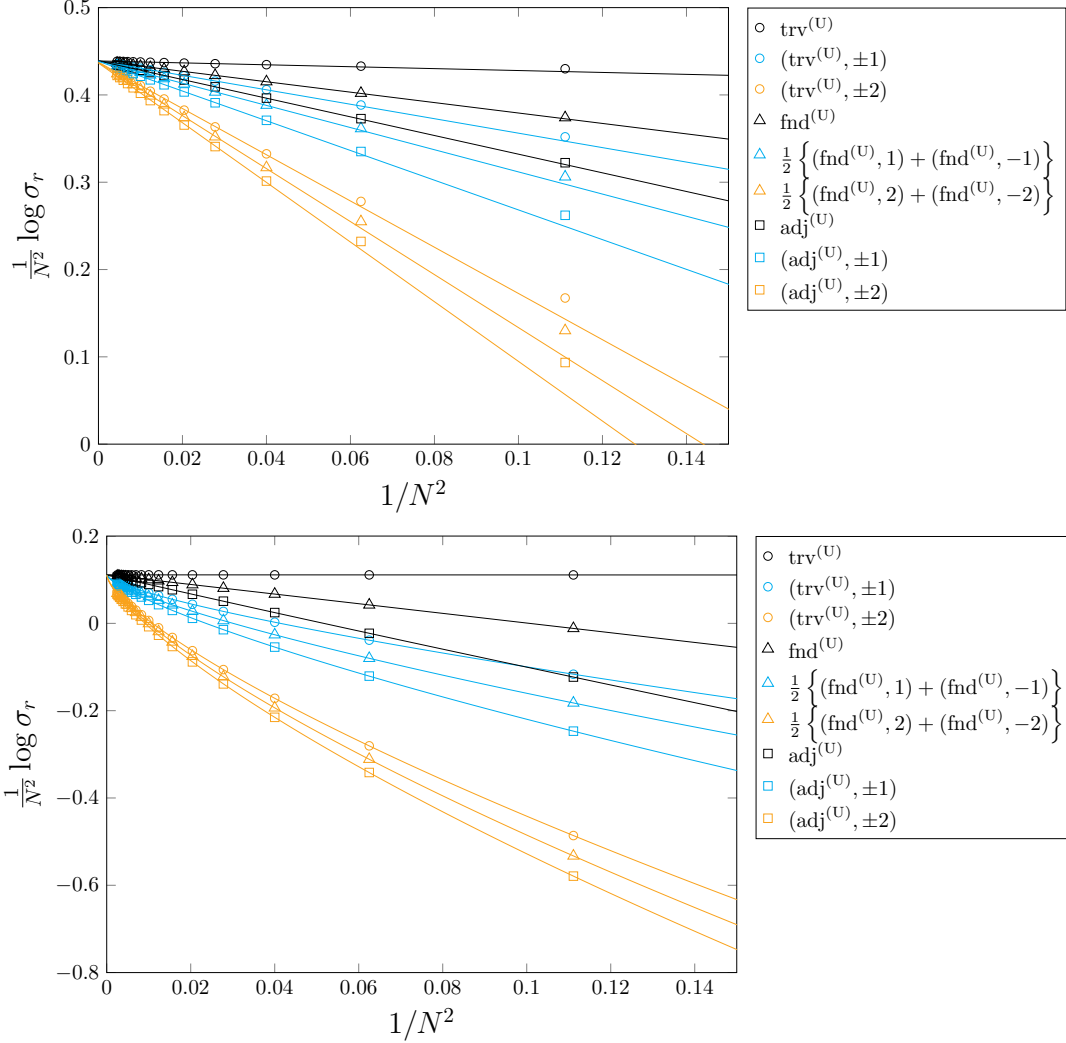 0.5
0.4
0.3
0.2
0.1
0
0
0.02
0.04
0.06
0.08
0.1
0.12
0.14
1/N²
1/N² log σ_r
trv^(U)
(trv^(U), ±1)
(trv^(U), ±2)
fnd^(U)
1/2 {(fnd^(U), 1) + (fnd^(U), −1)}
1/2 {(fnd^(U), 2) + (fnd^(U), −2)}
adj^(U)
(adj^(U), ±1)
(adj^(U), ±2)
0.2
0
−0.2
−0.4
−0.6
−0.8
0
0.02
0.04
0.06
0.08
0.1
0.12
0.14
1/N²
1/N² log σ_r
trv^(U)
(trv^(U), ±1)
(trv^(U), ±2)
fnd^(U)
1/2 {(fnd^(U), 1) + (fnd^(U), −1)}
1/2 {(fnd^(U), 2) + (fnd^(U), −2)}
adj^(U)
(adj^(U), ±1)
(adj^(U), ±2)